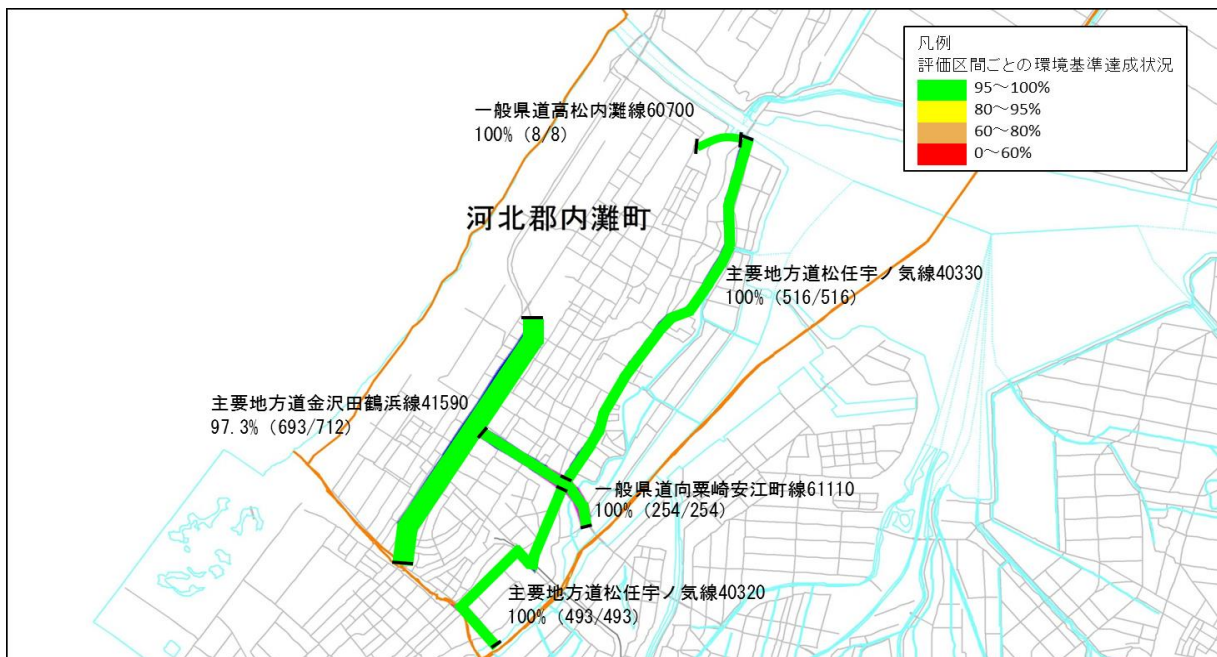 凡例
評価区間ごとの環境基準達成状況
95～100%
80～95%
60～80%
0～60%
一般県道高松内灘線60700
100%（8/8）
河北郡内灘町
主要地方道松任宇ノ気線40330
100%（516/516）
主要地方道金沢田鶴浜線41590
97.3%（693/712）
一般県道向粟崎安江町線61110
100%（254/254）
主要地方道松任宇ノ気線40320
100%（493/493）